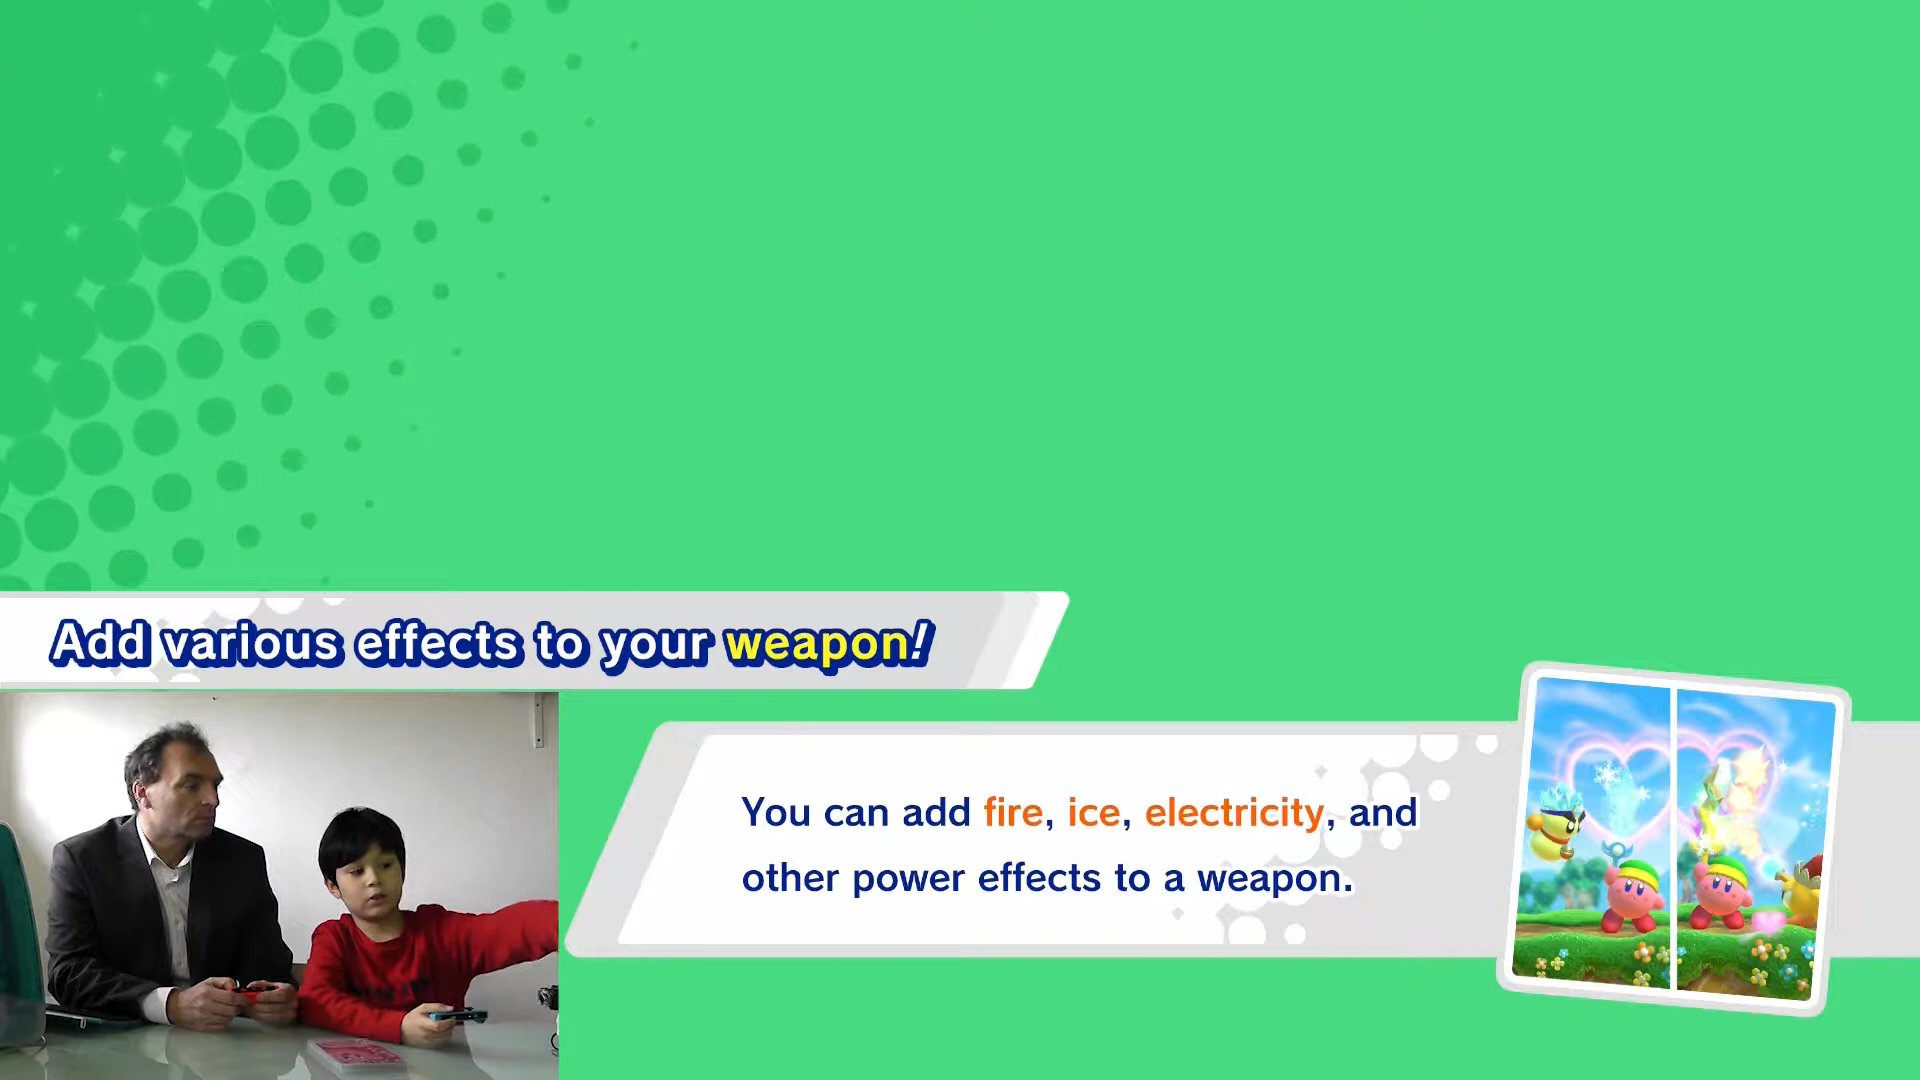 Add various effects to your weapon!
You can add fire, ice, electricity, and
other power effects to a weapon.